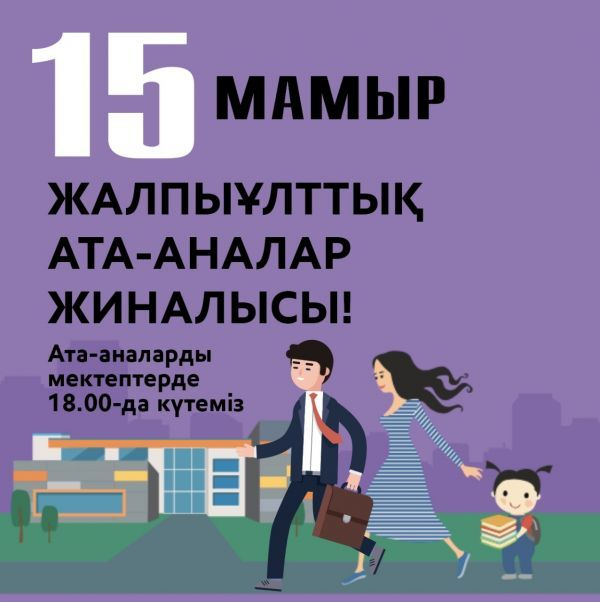 15 МАМЫР
ЖАЛПЫҰЛТТЫҚ
АТА-АНАЛАР
ЖИНАЛЫСЫ!
Ата-аналарды
мектептерде
18.00-да күтеміз